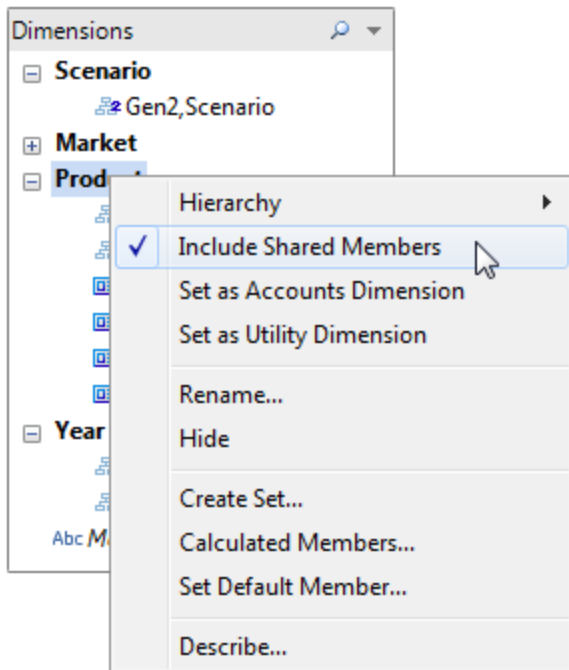 Dimensions
Scenario
Gen2,Scenario
Market
Hierarchy
Include Shared Members
Set as Accounts Dimension
Set as Utility Dimension
Rename...
Hide
Year
Create Set...
Abc
Calculated Members...
Set Default Member...
Describe...